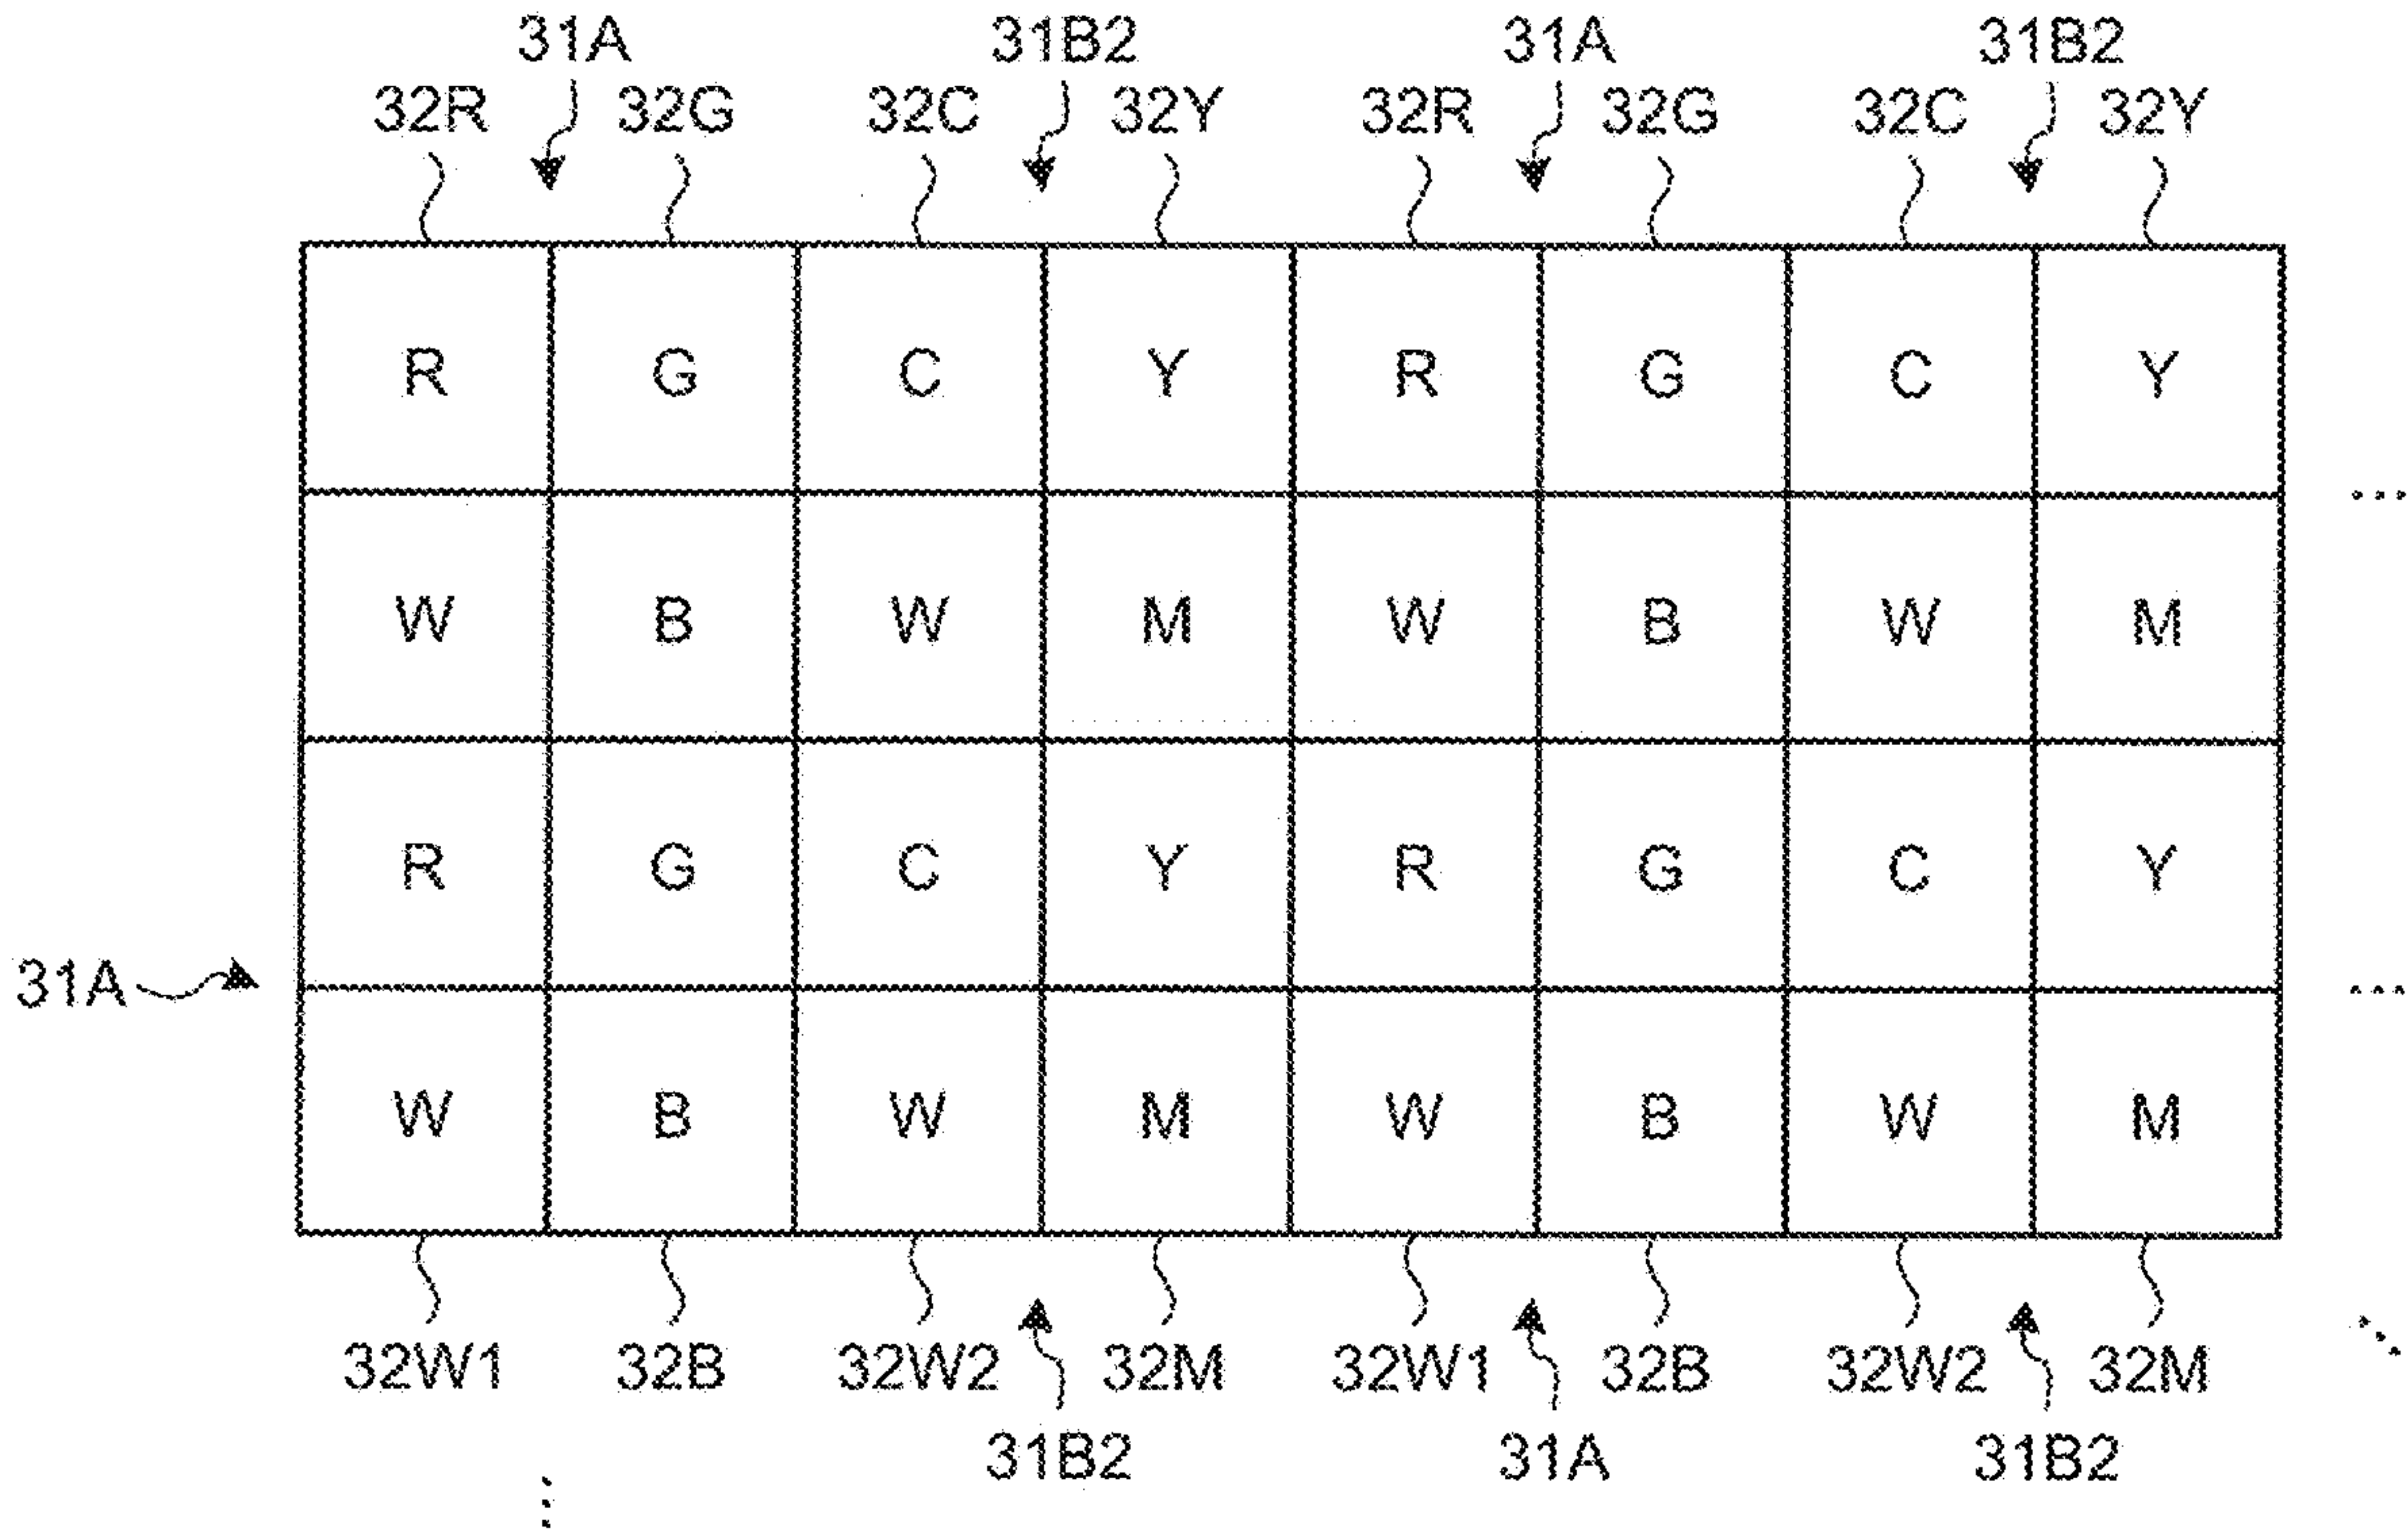 31A 31B2 31A 31B2
32R 32G 32C 32Y 32R 32G 32C 32Y
R G C Y R G C Y
...
W B W M W B W M
R G C Y R G C Y
31A ...
W B W M W B W M
32W1 32B 32W2 32M 32W1 32B 32W2 32M
31B2 31A 31B2